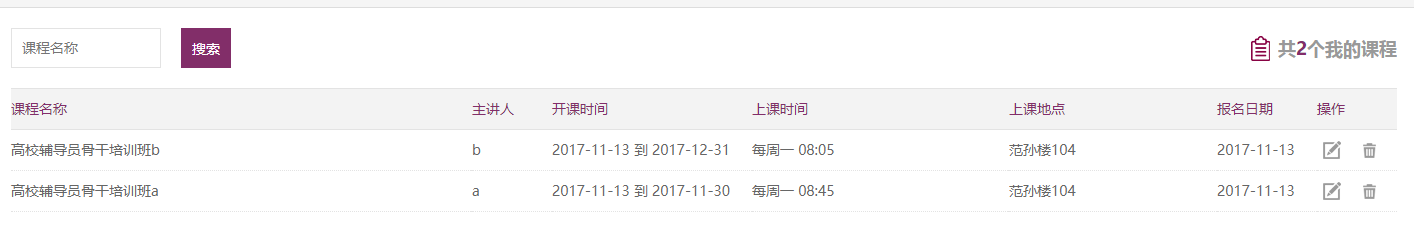 课程名称 搜索 共2个我的课程
课程名称 主讲人 开课时间 上课时间 上课地点 报名日期 操作
高校辅导员骨干培训班b b 2017-11-13 到 2017-12-31 每周一 08:05 范孙楼104 2017-11-13
高校辅导员骨干培训班a a 2017-11-13 到 2017-11-30 每周一 08:45 范孙楼104 2017-11-13